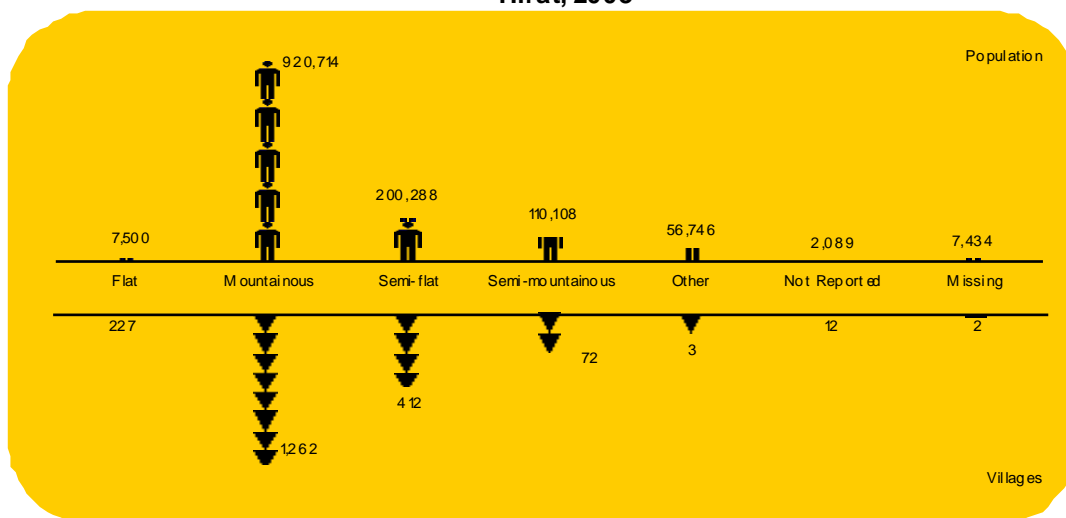 Population
920,714
200,288
110,108
56,746
7,500
2,089
7,434
Flat
Mountainous
Semi-flat
Semi-mountainous
Other
Not Reported
Missing
227
12
2
3
72
412
1,262
Villages